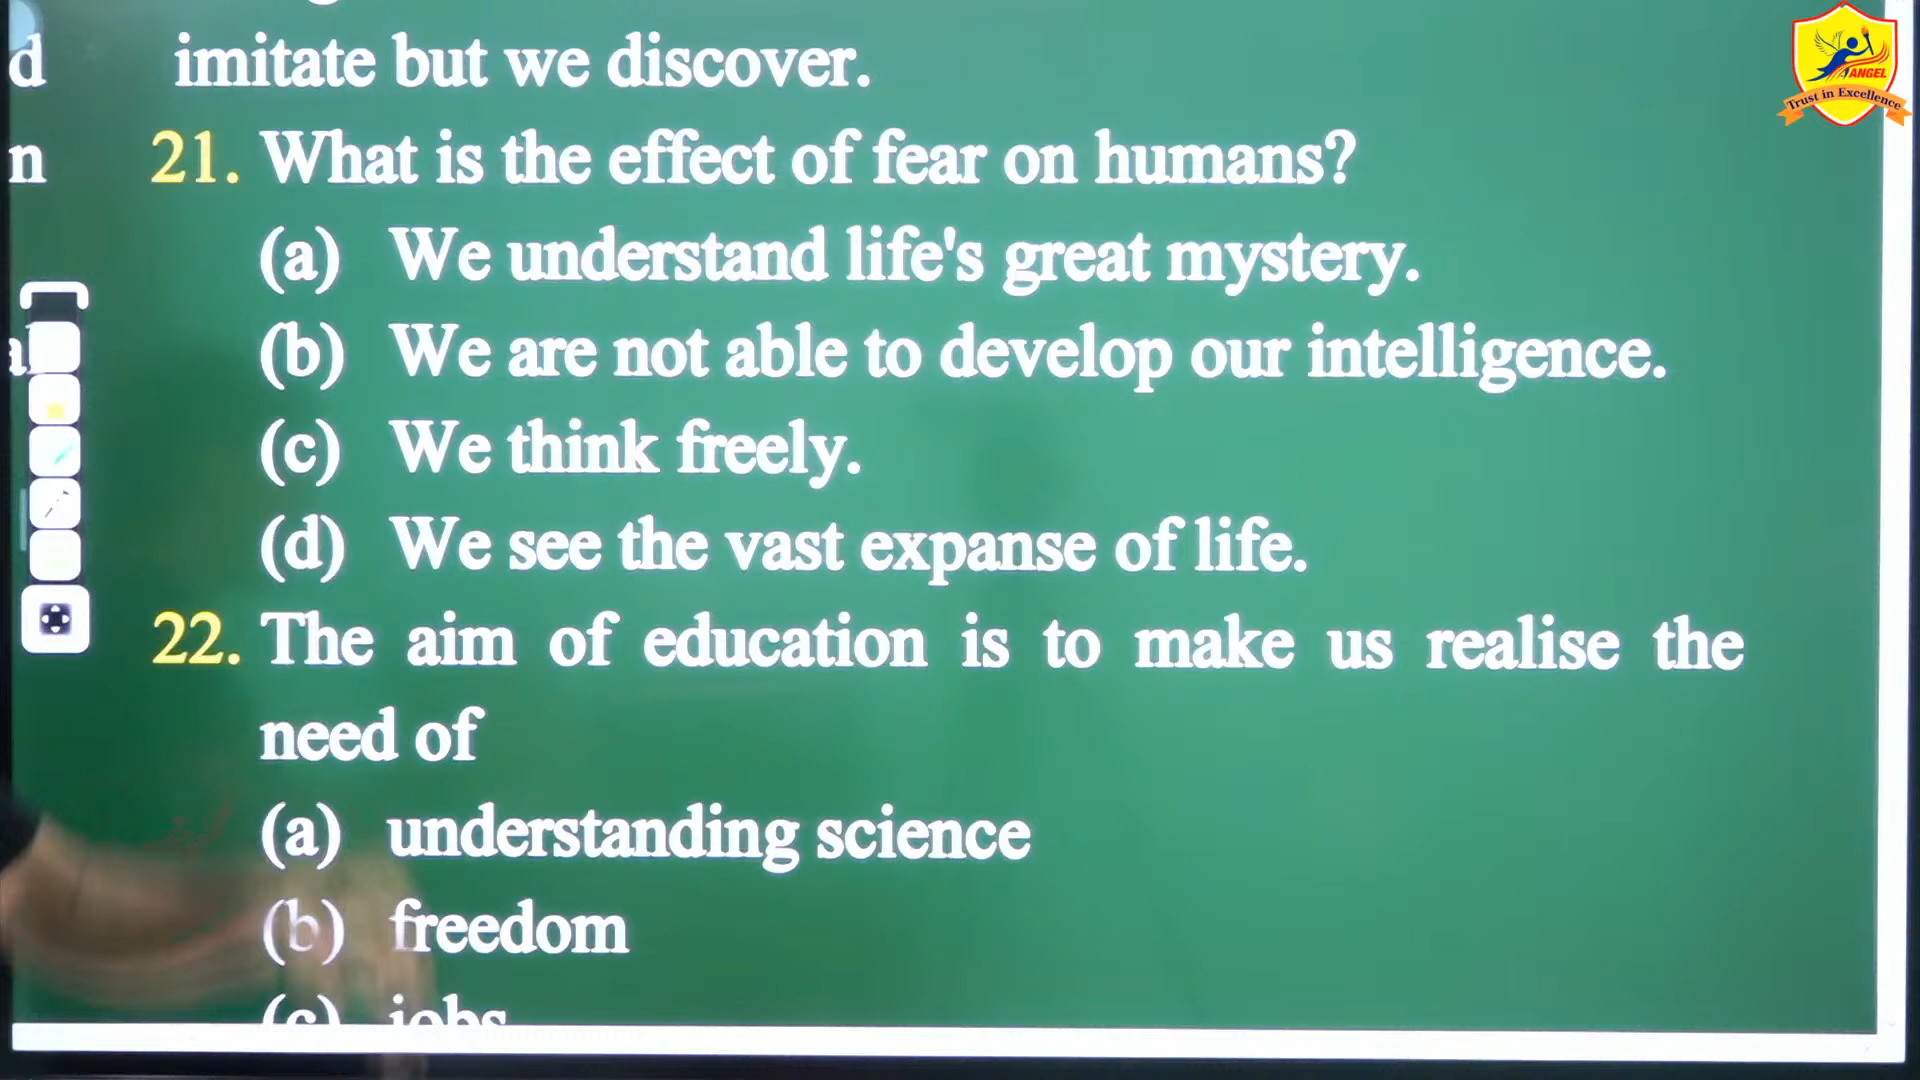 d imitate but we discover.
n 21. What is the effect of fear on humans?
(a) We understand life's great mystery.
(b) We are not able to develop our intelligence.
(c) We think freely.
(d) We see the vast expanse of life.
22. The aim of education is to make us realise the
need of
(a) understanding science
(b) freedom
(c) jobs
ANGEL
Trust in Excellence